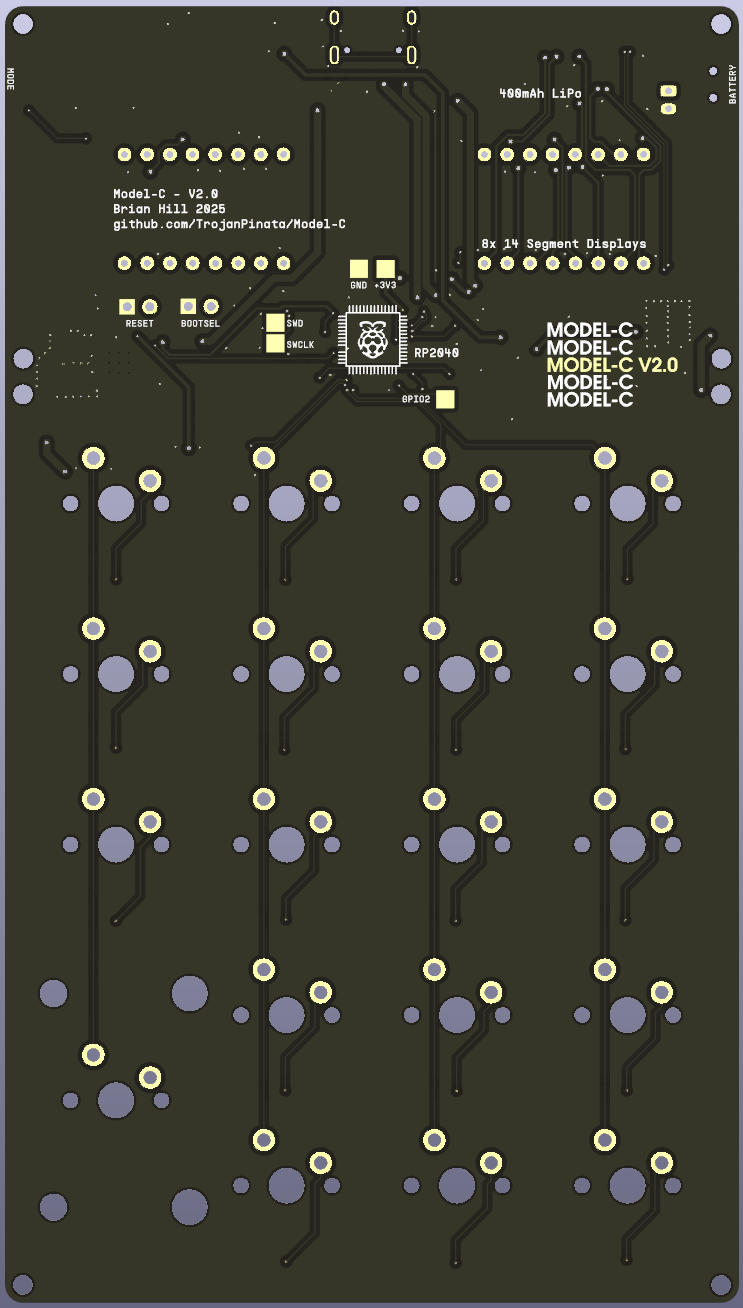 MODE
BATTERY
400mAh LiPo
Model-C - V2.0
Brian Hill 2025
github.com/TrojanPinata/Model-C
8x 14 Segment Displays
GND +3V3
RESET
BOOTSEL
SWD
SWCLK
RP2040
GPIO2
MODEL-C
MODEL-C
MODEL-C V2.0
MODEL-C
MODEL-C